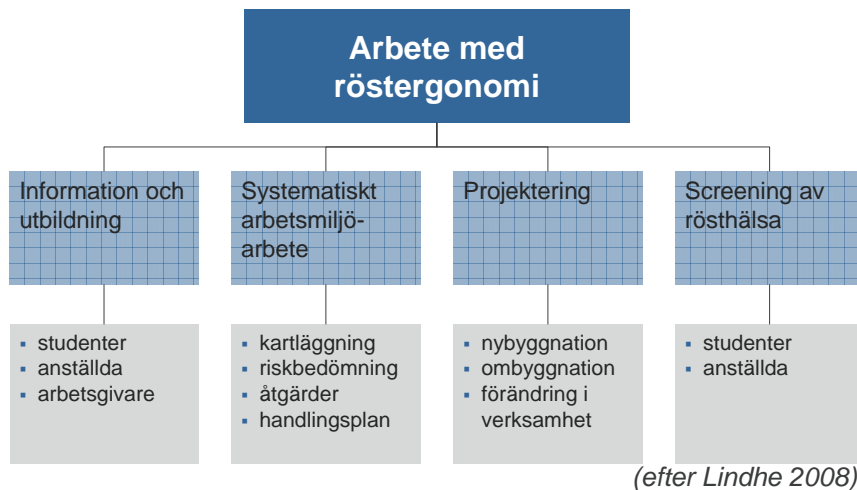 Arbete med
röstergonomi
Information och
utbildning
Systematiskt
arbetsmiljö-
arbete
Projektering
Screening av
rösthälsa
▪ studenter
▪ anställda
▪ arbetsgivare
▪ kartläggning
▪ riskbedömning
▪ åtgärder
▪ handlingsplan
▪ nybyggnation
▪ ombyggnation
▪ förändring i
verksamhet
▪ studenter
▪ anställda
(efter Lindhe 2008)